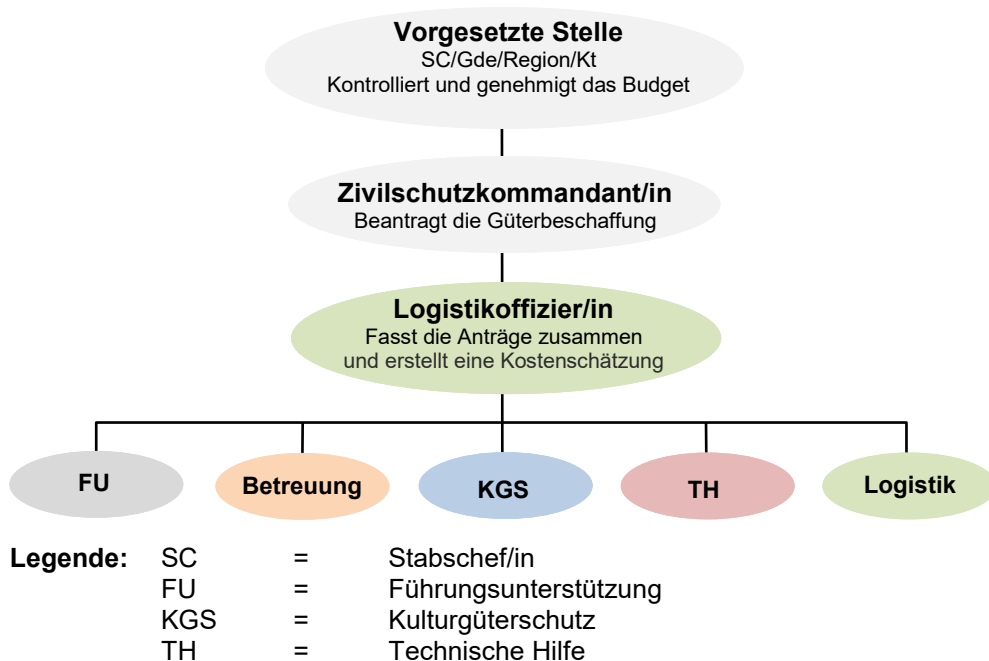 Vorgesetzte Stelle
SC/Gde/Region/Kt
Kontrolliert und genehmigt das Budget
Zivilschutzkommandant/in
Beantragt die Güterbeschaffung
Logistikoffizier/in
Fasst die Anträge zusammen
und erstellt eine Kostenschätzung
FU Betreuung KGS TH Logistik
Legende: SC = Stabschef/in
FU = Führungsunterstützung
KGS = Kulturgüterschutz
TH = Technische Hilfe